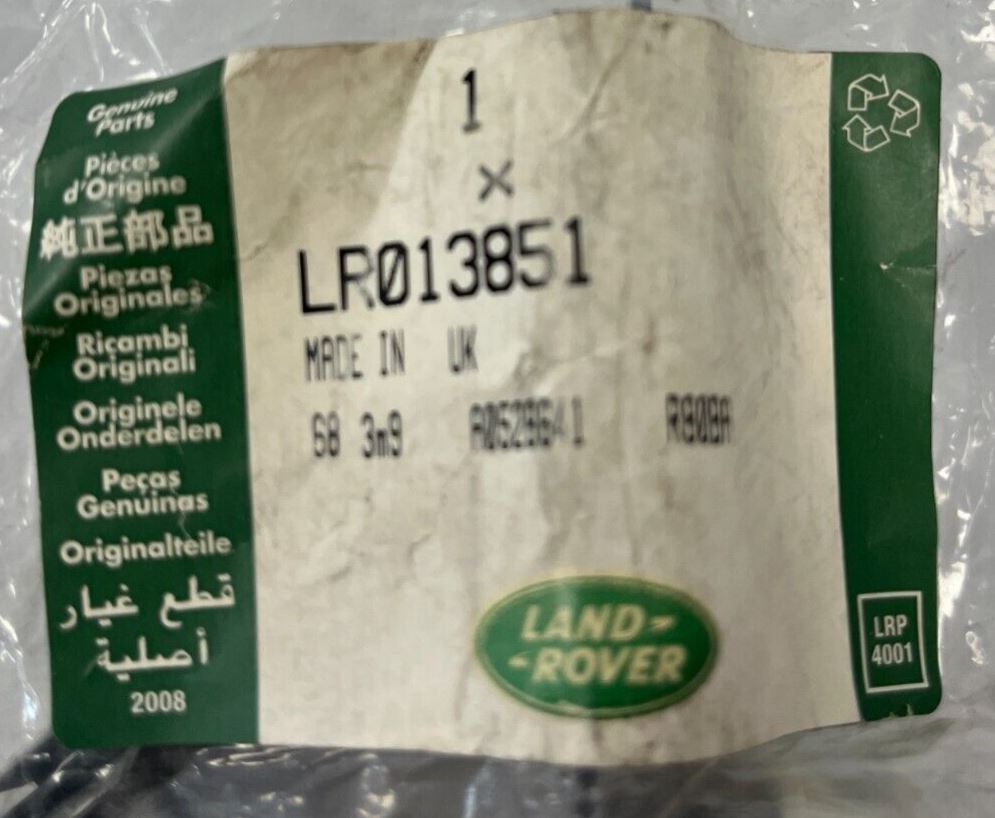 Genuine
Parts
Pièces
d'Origine
純正部品
Piezas
Originales
Ricambi
Originali
Originele
Onderdelen
Peças
Genuinas
Originalteile
قطع غيار
أصلية
2008
1
×
LR013851
MADE IN UK
68 3m9
LAND-
-ROVER
LRP
4001